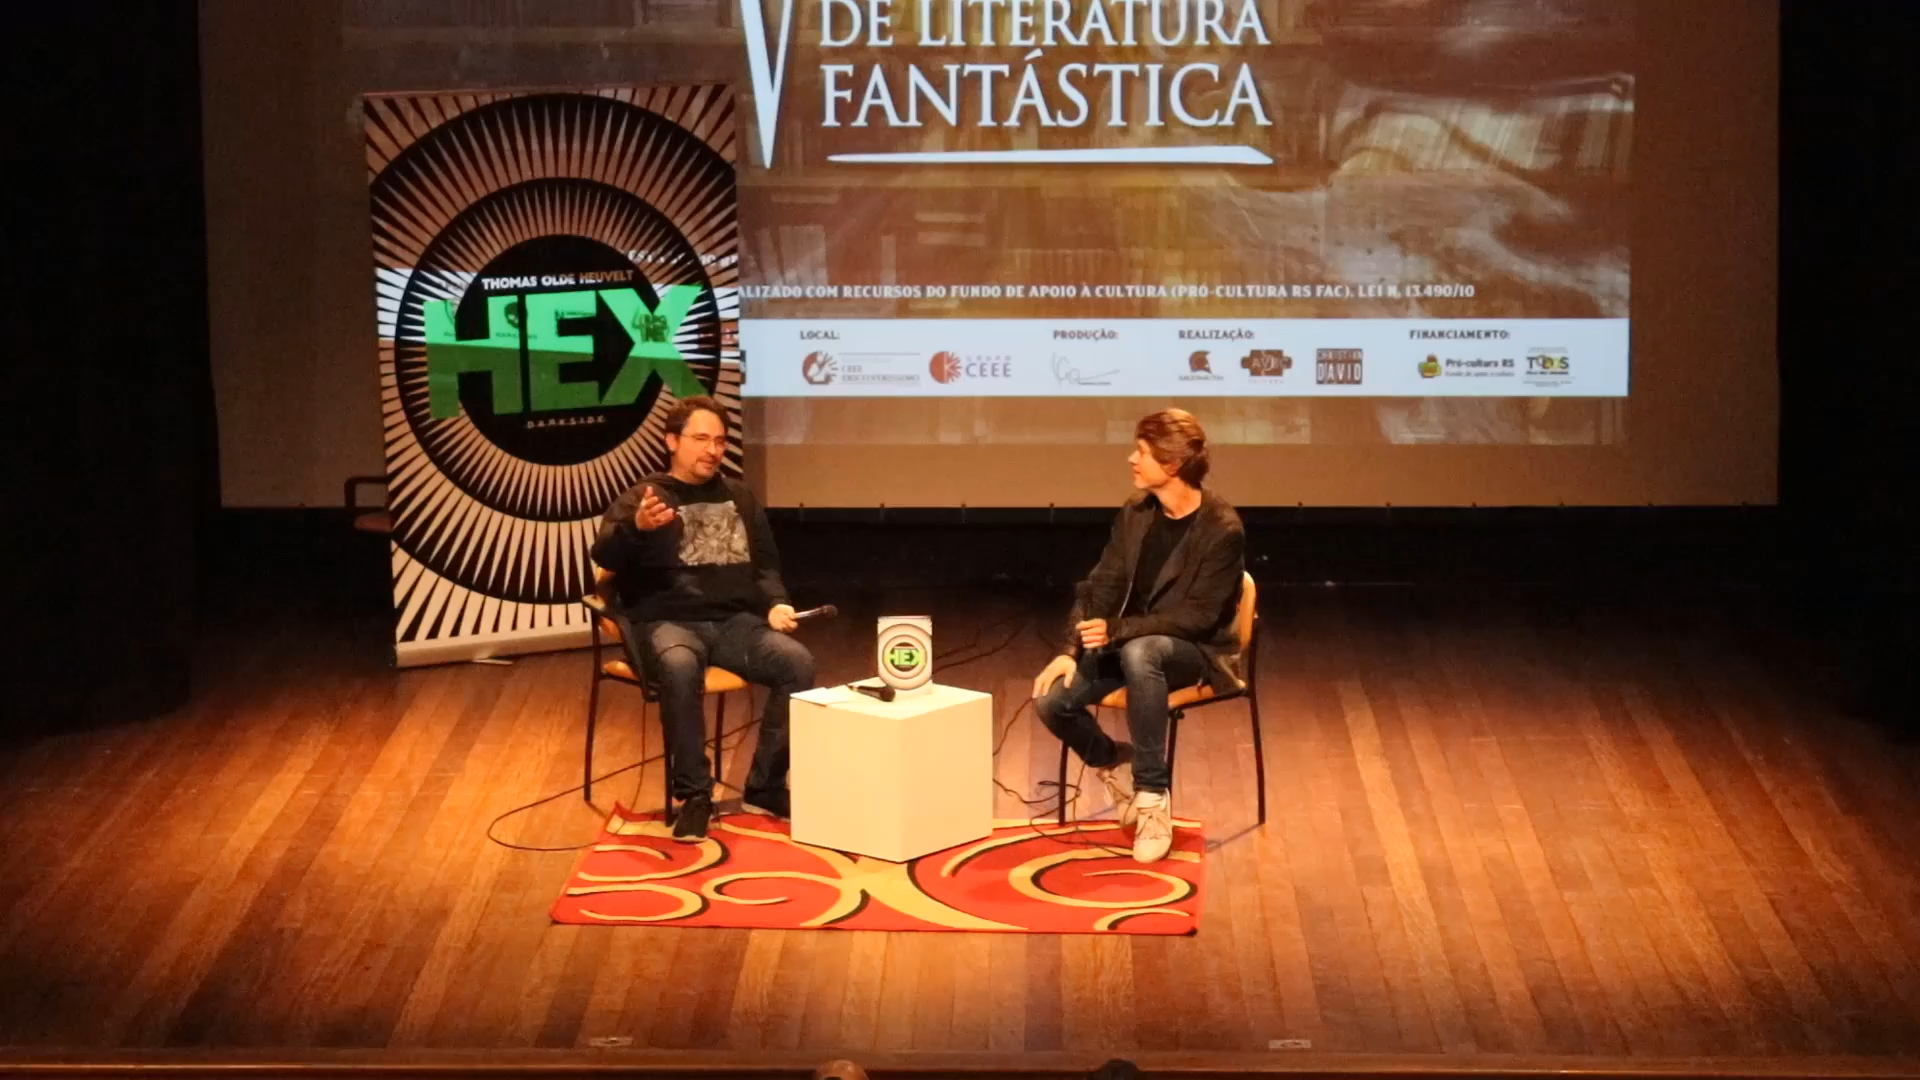 V
DE LITERATURA
FANTÁSTICA
THOMAS OLDE HEUVELT
HEX
DARKSIDE
ALIZADO COM RECURSOS DO FUNDO DE APOIO À CULTURA (PRÓ-CULTURA RS FAC), LEI N. 13.490/10
LOCAL:
PRODUÇÃO:
REALIZAÇÃO:
FINANCIAMENTO:
GRUPO
CEEE
DAVID
Pró-cultura RS
HEX